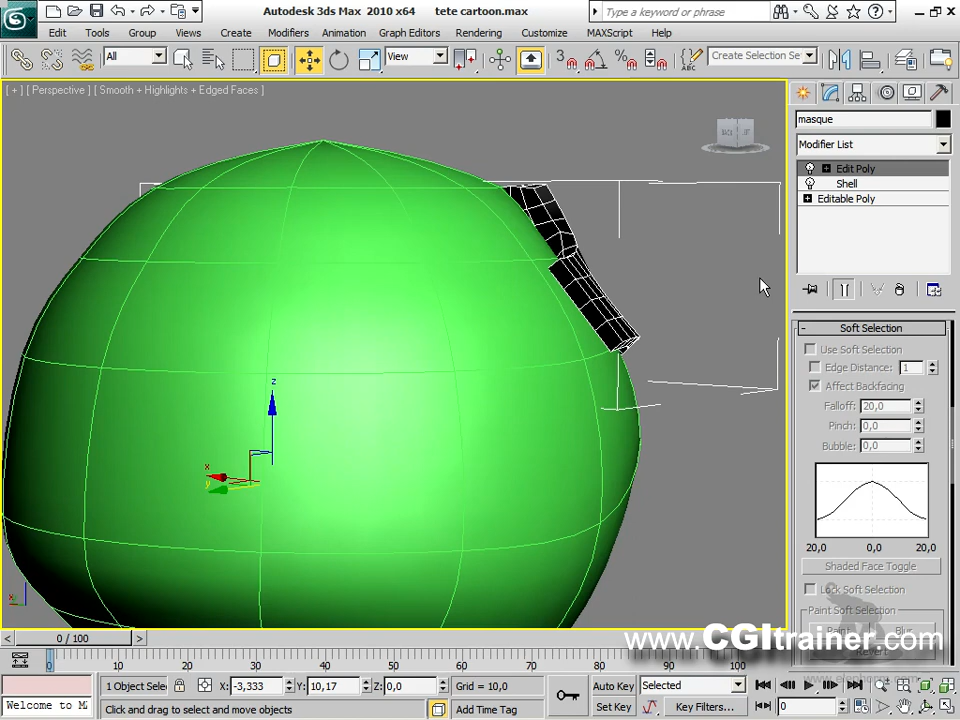 Autodesk 3ds Max 2010 x64 tete cartoon.max
Type a keyword or phrase
Edit Tools Group Views Create Modifiers Animation Graph Editors Rendering Customize MAXScript Help
All View 3 Create Selection Se
[ + ] [ Perspective ] [ Smooth + Highlights + Edged Faces ]
masque
Modifier List
Edit Poly
Shell
Editable Poly
Soft Selection
Use Soft Selection
Edge Distance: 1
Affect Backfacing
Falloff: 20,0
Pinch: 0,0
Bubble: 0,0
20,0 0,0 20,0
Shaded Face Toggle
Lock Soft Selection
Paint Soft Selection
Blur
Revert
z
x
y
x
www.CGItrainer.com
< 0 / 100 >
0 10 20 30 40 50 60 70 80 90 100
1 Object Selec X: -3,333 Y: 10,17 Z: 0,0 Grid = 10,0 Auto Key Selected
Welcome to M Click and drag to select and move objects Add Time Tag Set Key Key Filters... 0